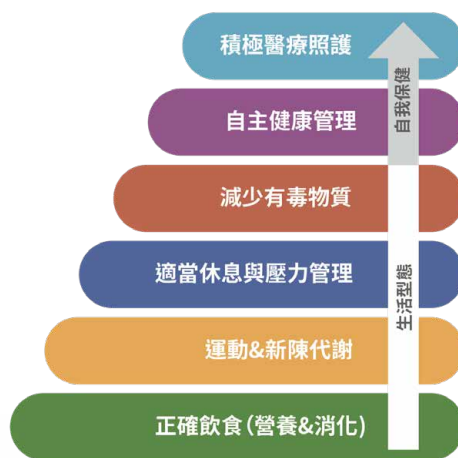 積極醫療照護
自主健康管理
減少有毒物質
適當休息與壓力管理
運動&新陳代謝
正確飲食(營養&消化)
自我保健
生活型態